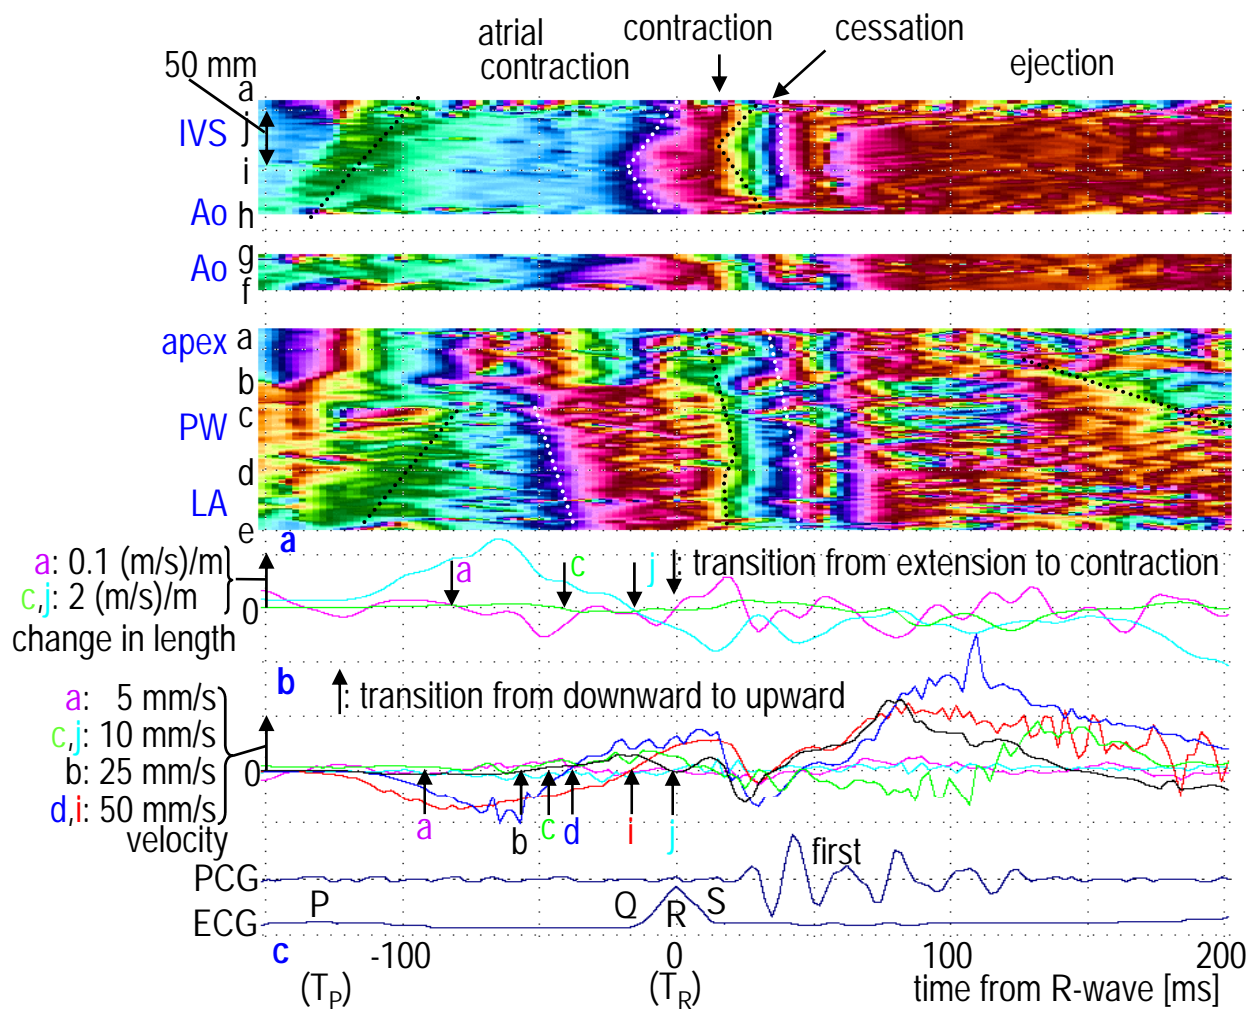 atrial
contraction
contraction
cessation
ejection
50 mm
a
IVS
j
i
Ao
h
Ao
g
f
apex
a
b
PW
c
d
LA
e
a
a: 0.1 (m/s)/m
c,j: 2 (m/s)/m
0
change in length
a
c
j
: transition from extension to contraction
b
: transition from downward to upward
a: 5 mm/s
c,j: 10 mm/s
b: 25 mm/s
d,i: 50 mm/s
velocity
0
a
b
c
d
i
j
PCG
first
ECG
P
Q
R
S
c
-100
0
100
200
(TP)
(TR)
time from R-wave [ms]